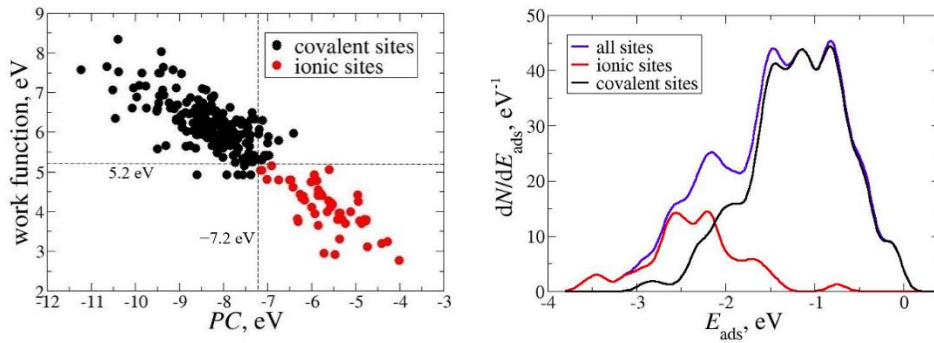 9
8
7
6
5
4
3
2
work function, eV
covalent sites
ionic sites
5.2 eV
−7.2 eV
−12 −11 −10 −9 −8 −7 −6 −5 −4 −3
PC, eV
50
40
30
20
10
0
dN/dE_ads, eV⁻¹
all sites
ionic sites
covalent sites
−3 −2 −1 0
E_ads, eV